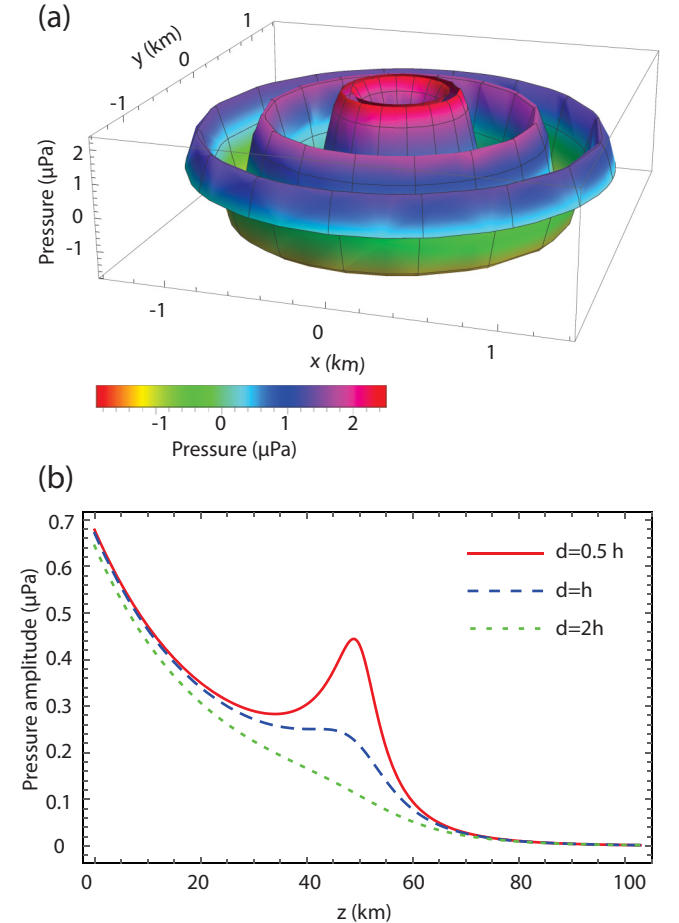 (a)
1
y (km)
0
-1
2
1
0
-1
Pressure (μPa)
-1
0
1
x (km)
-1 0 1 2
Pressure (μPa)
(b)
0.7
0.6
0.5
0.4
0.3
0.2
0.1
0
Pressure amplitude (μPa)
d=0.5 h
d=h
d=2h
0 20 40 60 80 100
z (km)